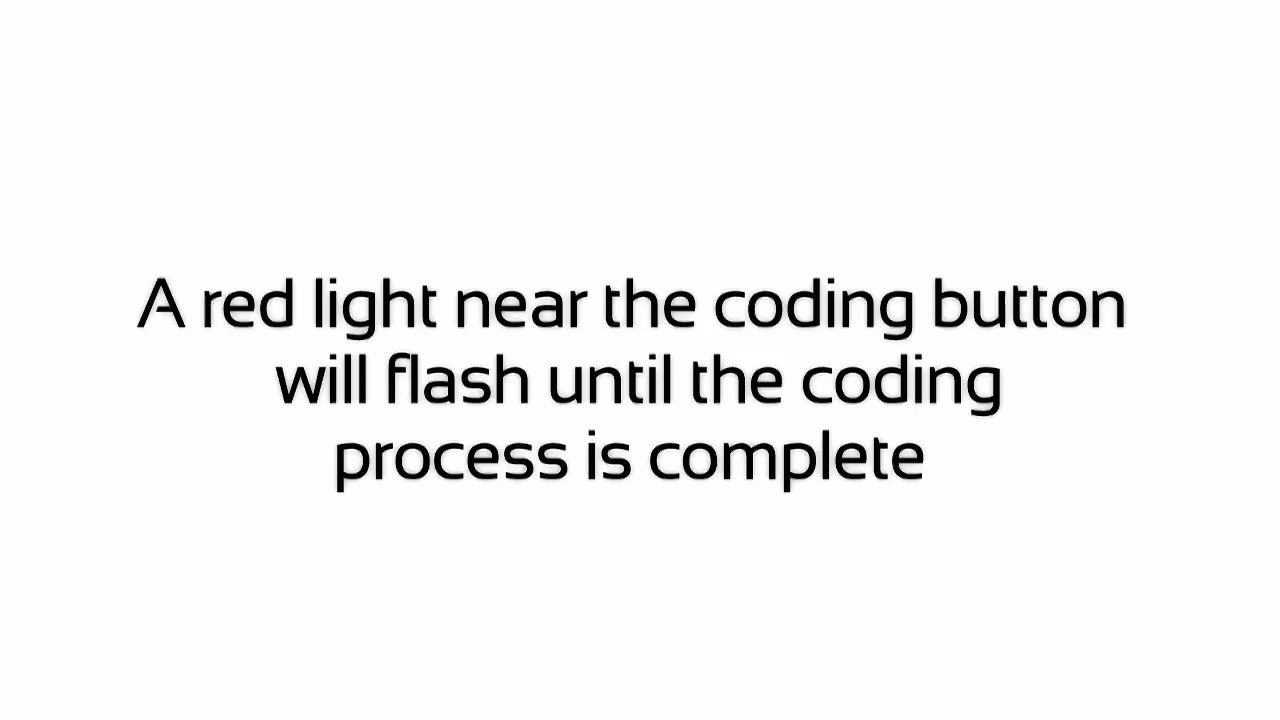 A red light near the coding button
will flash until the coding
process is complete